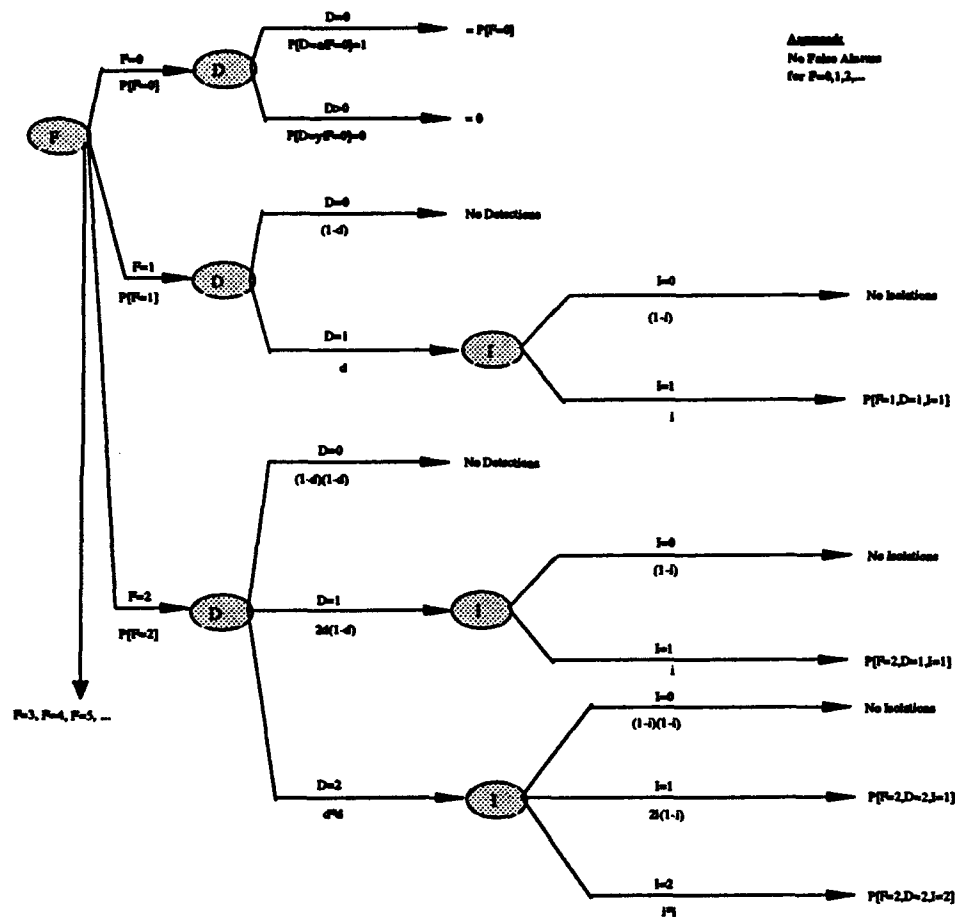 D=0
P[D=0|F=0]=1
= P[F=0]
F=0
P[F=0]
D
D>0
P[D=y|F=0]=0
= 0
No False Alarms
for F=0,1,2,...
F
D=0
(1-d)
No Detections
F=1
P[F=1]
D
D=1
d
I
I=0
(1-i)
No Isolations
I=1
i
P[F=1,D=1,I=1]
D=0
(1-d)(1-d)
No Detections
F=2
P[F=2]
D
D=1
2d(1-d)
I
I=0
(1-i)
No Isolations
I=1
i
P[F=2,D=1,I=1]
F=3, F=4, F=5, ...
D=2
d*d
I
I=0
(1-i)(1-i)
No Isolations
I=1
2i(1-i)
P[F=2,D=2,I=1]
I=2
i*i
P[F=2,D=2,I=2]